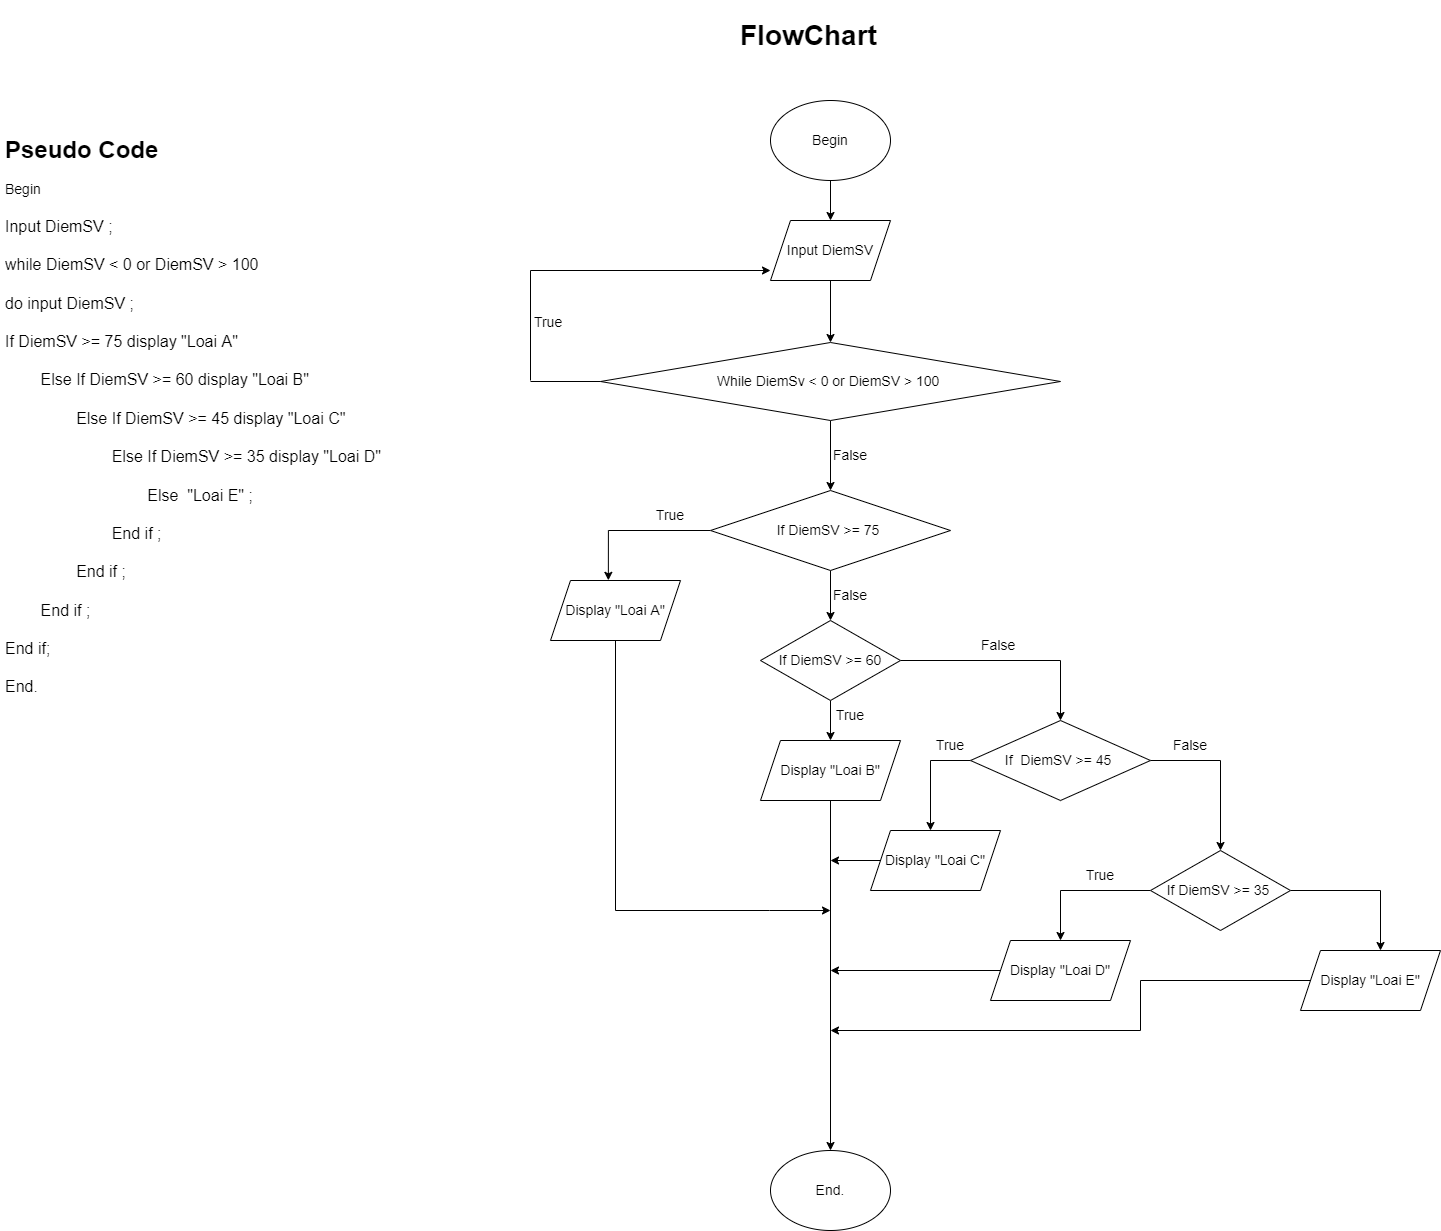 FlowChart
Pseudo Code
Begin
Input DiemSV ;
while DiemSV < 0 or DiemSV > 100
do input DiemSV ;
If DiemSV >= 75 display "Loai A"
Else If DiemSV >= 60 display "Loai B"
Else If DiemSV >= 45 display "Loai C"
Else If DiemSV >= 35 display "Loai D"
Else  "Loai E" ;
End if ;
End if ;
End if ;
End if;
End.
Begin
Input DiemSV
True
While DiemSv < 0 or DiemSV > 100
False
True
If DiemSV >= 75
Display "Loai A"
False
If DiemSV >= 60
False
True
Display "Loai B"
True
If  DiemSV >= 45
False
Display "Loai C"
True
If DiemSV >= 35
Display "Loai D"
Display "Loai E"
End.